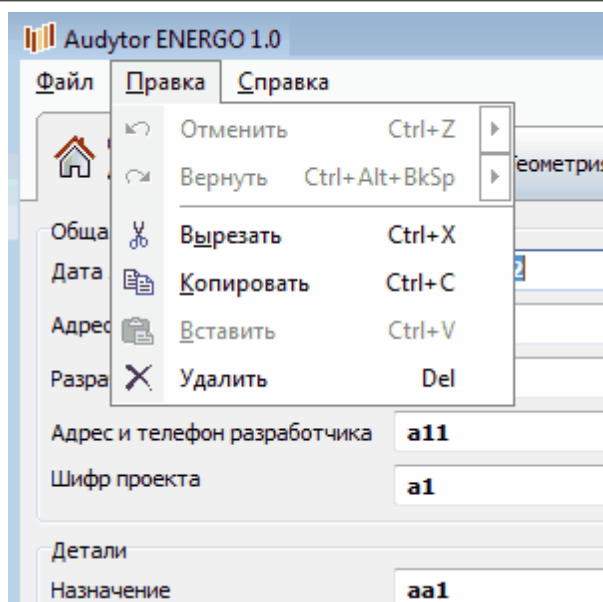 Audytor ENERGO 1.0
Файл Правка Справка
Отменить Ctrl+Z
Вернуть Ctrl+Alt+BkSp
Вырезать Ctrl+X
Копировать Ctrl+C
Вставить Ctrl+V
Удалить Del
Дата
Адрес и телефон разработчика a11
Шифр проекта a1
Детали
Назначение aa1